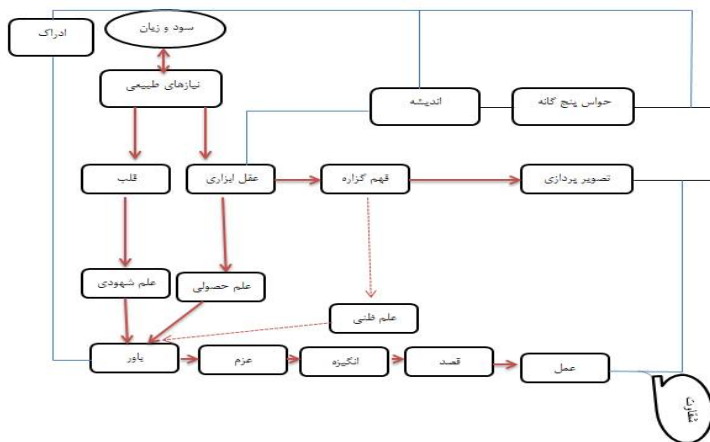 سود و زیان
ادراک
نیازهای طبیعی
حواس پنج گانه
اندیشه
تصویر پردازی
فهم گزاره
عقل ابزاری
قلب
علم حصولی
علم شهودی
علم ظنی
باور
عزم
انگیزه
قصد
عمل
شقاوت